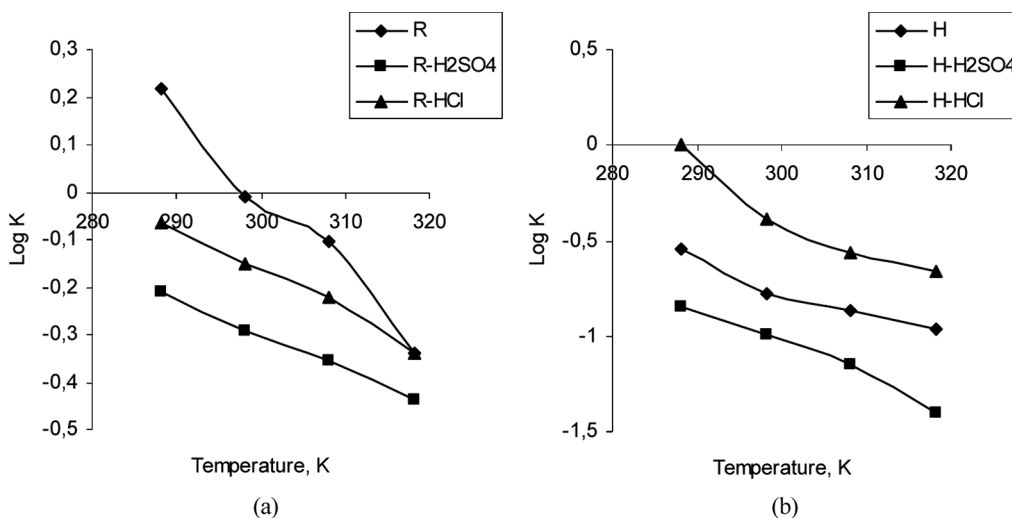 R
R-H2SO4
R-HCl
0,3
0,2
0,1
0
-0,1
-0,2
-0,3
-0,4
-0,5
280
290
300
310
320
Log K
Temperature, K
(a)
H
H-H2SO4
H-HCl
0,5
0
-0,5
-1
-1,5
280
290
300
310
320
Log K
Temperature, K
(b)